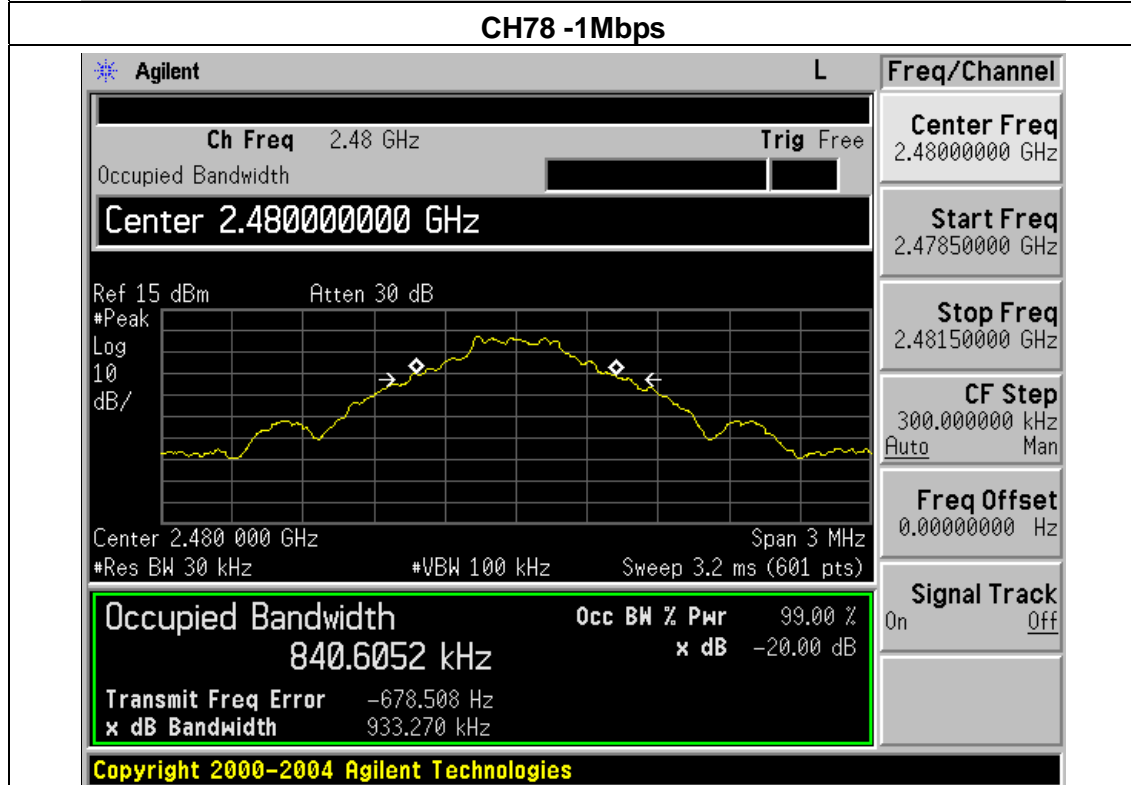 CH78 -1Mbps
Agilent L
Ch Freq 2.48 GHz Trig Free
Occupied Bandwidth
Center 2.480000000 GHz
Ref 15 dBm Atten 30 dB
#Peak
Log
10
dB/
Center 2.480 000 GHz Span 3 MHz
#Res BW 30 kHz #VBW 100 kHz Sweep 3.2 ms (601 pts)
Occupied Bandwidth Occ BW % Pwr 99.00 %
840.6052 kHz x dB -20.00 dB
Transmit Freq Error -678.508 Hz
x dB Bandwidth 933.270 kHz
Copyright 2000-2004 Agilent Technologies
Freq/Channel
Center Freq
2.48000000 GHz
Start Freq
2.47850000 GHz
Stop Freq
2.48150000 GHz
CF Step
300.000000 kHz
Auto Man
Freq Offset
0.00000000 Hz
Signal Track
On Off